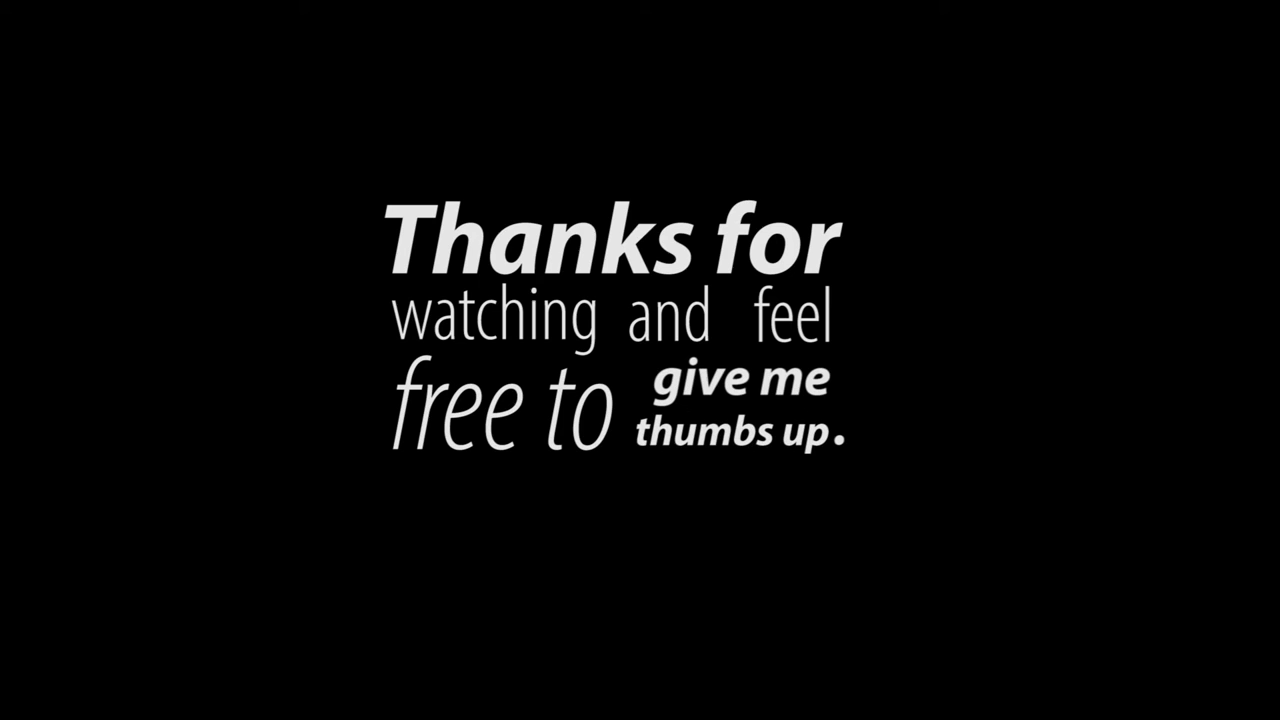 Thanks for
watching and feel
free to give me
thumbs up.